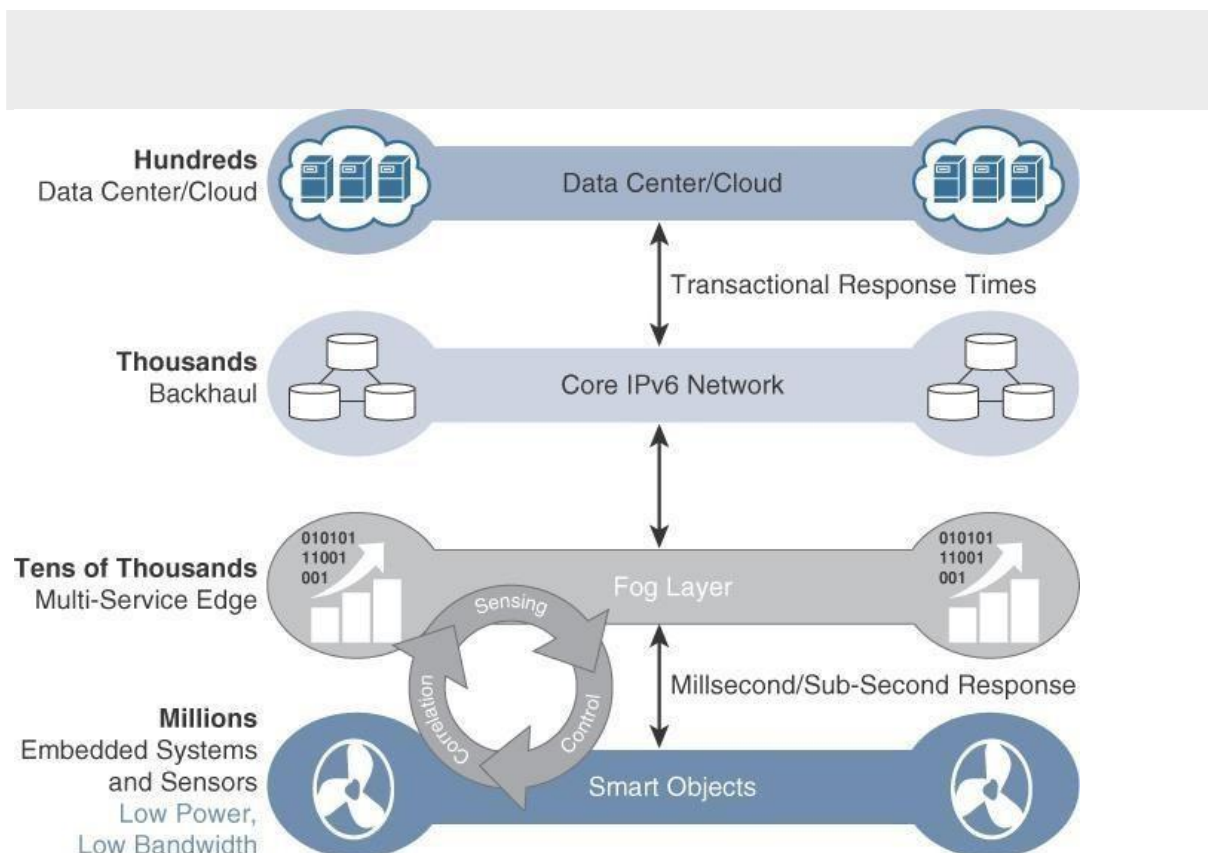 Hundreds
Data Center/Cloud
Data Center/Cloud
Transactional Response Times
Thousands
Backhaul
Core IPv6 Network
010101
11001
001
Tens of Thousands
Multi-Service Edge
Fog Layer
010101
11001
001
Sensing
Correlation
Control
Millsecond/Sub-Second Response
Millions
Embedded Systems
and Sensors
Low Power,
Low Bandwidth
Smart Objects